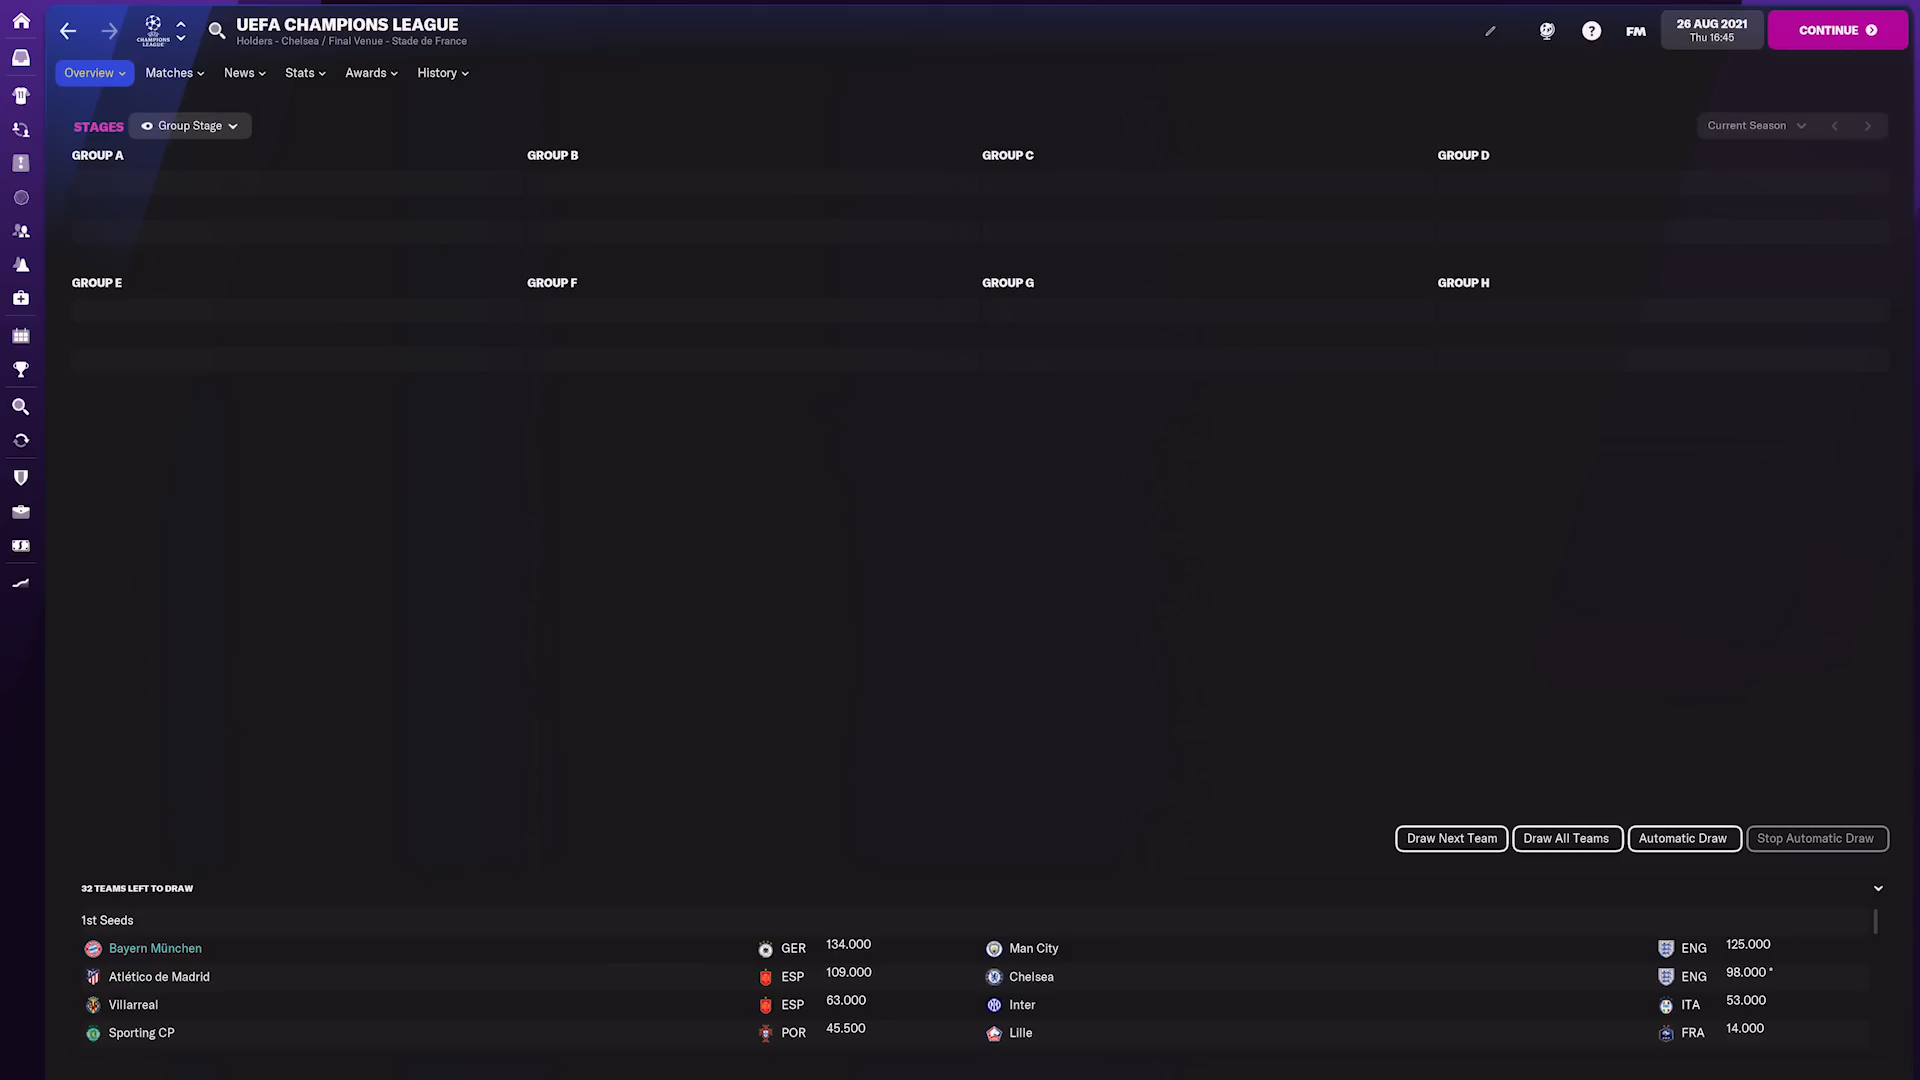 UEFA CHAMPIONS LEAGUE
Holders - Chelsea / Final Venue - Stade de France
CHAMPIONS LEAGUE
FM
26 AUG 2021
Thu 16:45
CONTINUE
Overview Matches News Stats Awards History
STAGES Group Stage Current Season
GROUP A GROUP B GROUP C GROUP D
GROUP E GROUP F GROUP G GROUP H
Draw Next Team Draw All Teams Automatic Draw Stop Automatic Draw
32 TEAMS LEFT TO DRAW
1st Seeds
Bayern München GER 134.000 Man City ENG 125.000
Atlético de Madrid ESP 109.000 Chelsea ENG 98.000 *
Villarreal ESP 63.000 Inter ITA 53.000
Sporting CP POR 45.500 Lille FRA 14.000